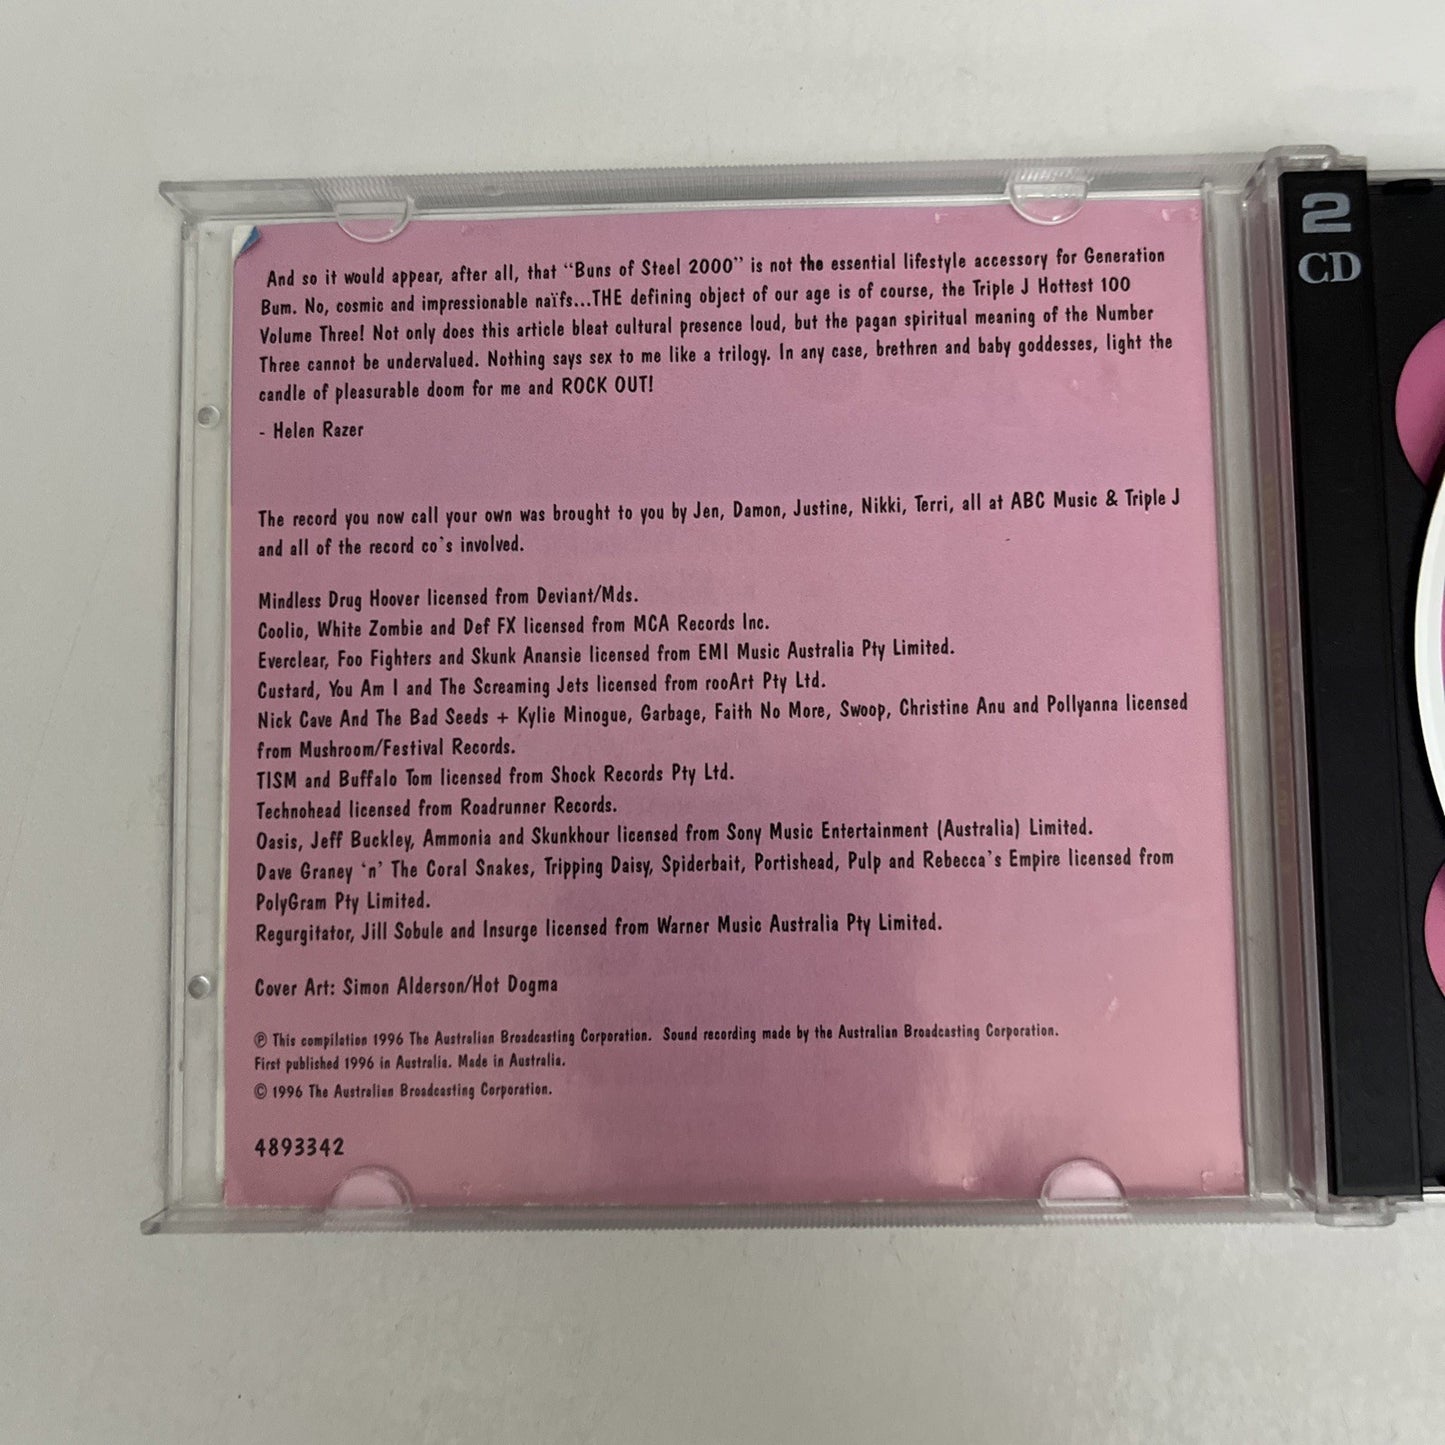 And so it would appear, after all, that “Buns of Steel 2000” is not the essential lifestyle accessory for Generation
Bum. No, cosmic and impressionable naïfs...THE defining object of our age is of course, the Triple J Hottest 100
Volume Three! Not only does this article bleat cultural presence loud, but the pagan spiritual meaning of the Number
Three cannot be undervalued. Nothing says sex to me like a trilogy. In any case, brethren and baby goddesses, light the
candle of pleasurable doom for me and ROCK OUT!
- Helen Razer
The record you now call your own was brought to you by Jen, Damon, Justine, Nikki, Terri, all at ABC Music & Triple J
and all of the record co's involved.
Mindless Drug Hoover licensed from Deviant/Mds.
Coolio, White Zombie and Def FX licensed from MCA Records Inc.
Everclear, Foo Fighters and Skunk Anansie licensed from EMI Music Australia Pty Limited.
Custard, You Am I and The Screaming Jets licensed from rooArt Pty Ltd.
Nick Cave And The Bad Seeds + Kylie Minogue, Garbage, Faith No More, Swoop, Christine Anu and Pollyanna licensed
from Mushroom/Festival Records.
TISM and Buffalo Tom licensed from Shock Records Pty Ltd.
Technohead licensed from Roadrunner Records.
Oasis, Jeff Buckley, Ammonia and Skunkhour licensed from Sony Music Entertainment (Australia) Limited.
Dave Graney ‘n’ The Coral Snakes, Tripping Daisy, Spiderbait, Portishead, Pulp and Rebecca's Empire licensed from
PolyGram Pty Limited.
Regurgitator, Jill Sobule and Insurge licensed from Warner Music Australia Pty Limited.
Cover Art: Simon Alderson/Hot Dogma
℗ This compilation 1996 The Australian Broadcasting Corporation. Sound recording made by the Australian Broadcasting Corporation.
First published 1996 in Australia. Made in Australia.
© 1996 The Australian Broadcasting Corporation.
4893342
2
CD